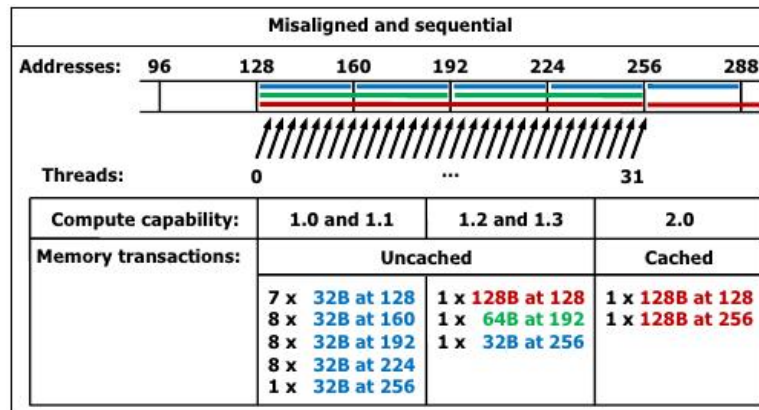 Misaligned and sequential
Addresses: 96 128 160 192 224 256 288
Threads: 0 ... 31
Compute capability: 1.0 and 1.1 1.2 and 1.3 2.0
Memory transactions: Uncached Cached
7 x 32B at 128 1 x 128B at 128 1 x 128B at 128
8 x 32B at 160 1 x 64B at 192 1 x 128B at 256
8 x 32B at 192 1 x 32B at 256
8 x 32B at 224
1 x 32B at 256